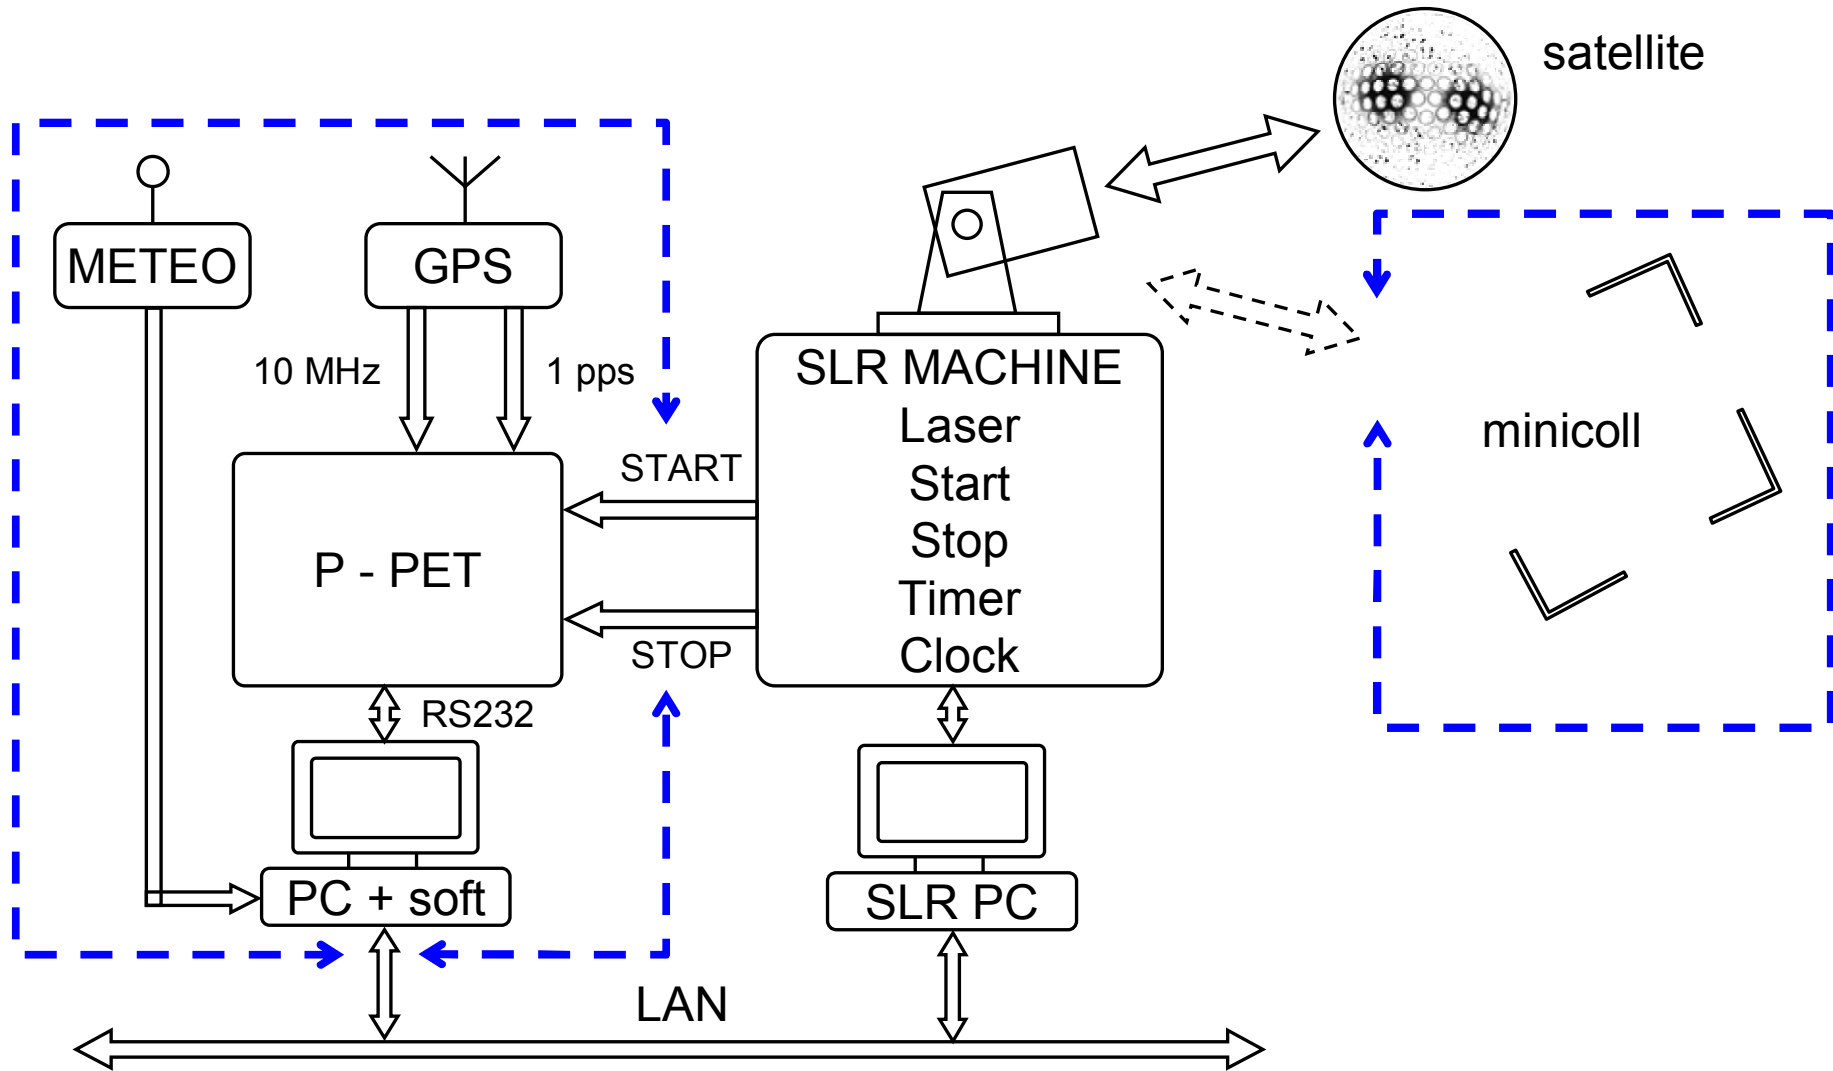 satellite
METEO
GPS
10 MHz
1 pps
SLR MACHINE
Laser
Start
Stop
Timer
Clock
START
STOP
P - PET
minicoll
RS232
PC + soft
SLR PC
LAN